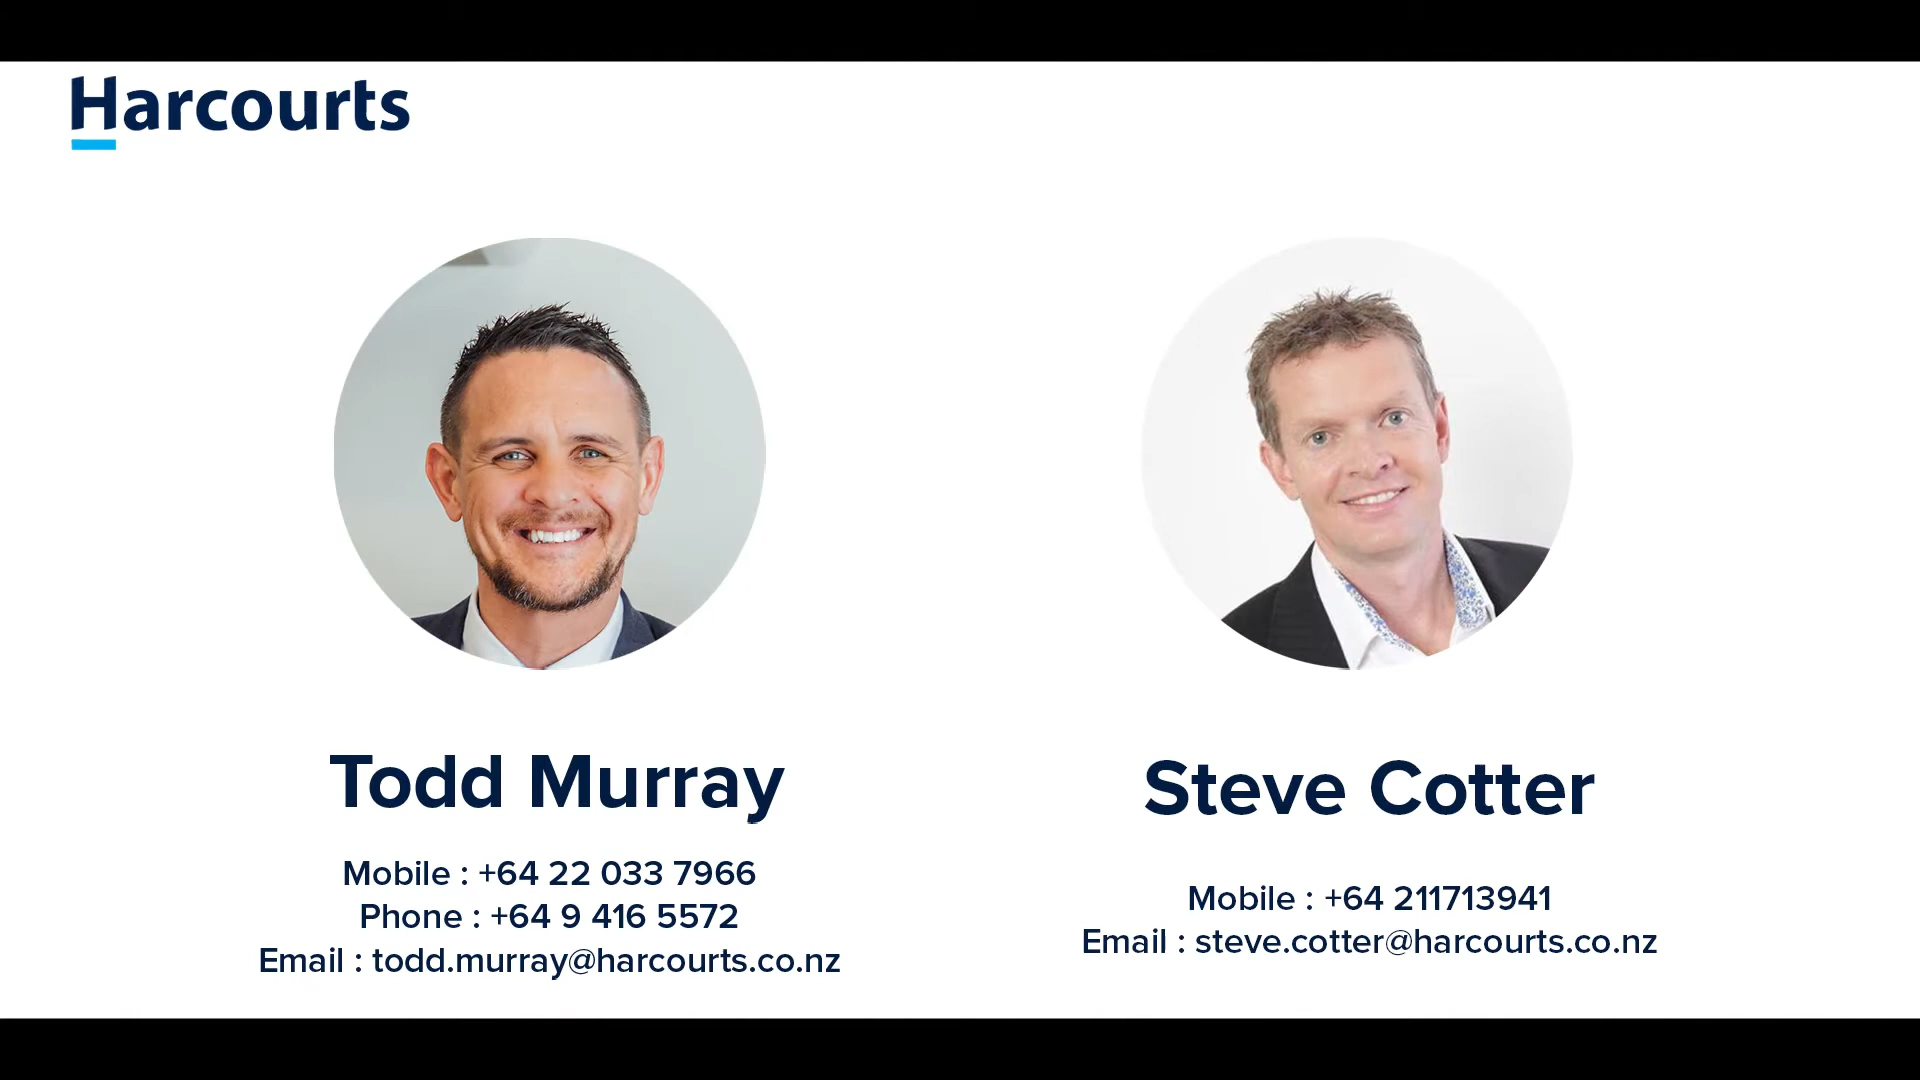 Harcourts
Todd Murray
Mobile : +64 22 033 7966
Phone : +64 9 416 5572
Email : todd.murray@harcourts.co.nz
Steve Cotter
Mobile : +64 211713941
Email : steve.cotter@harcourts.co.nz